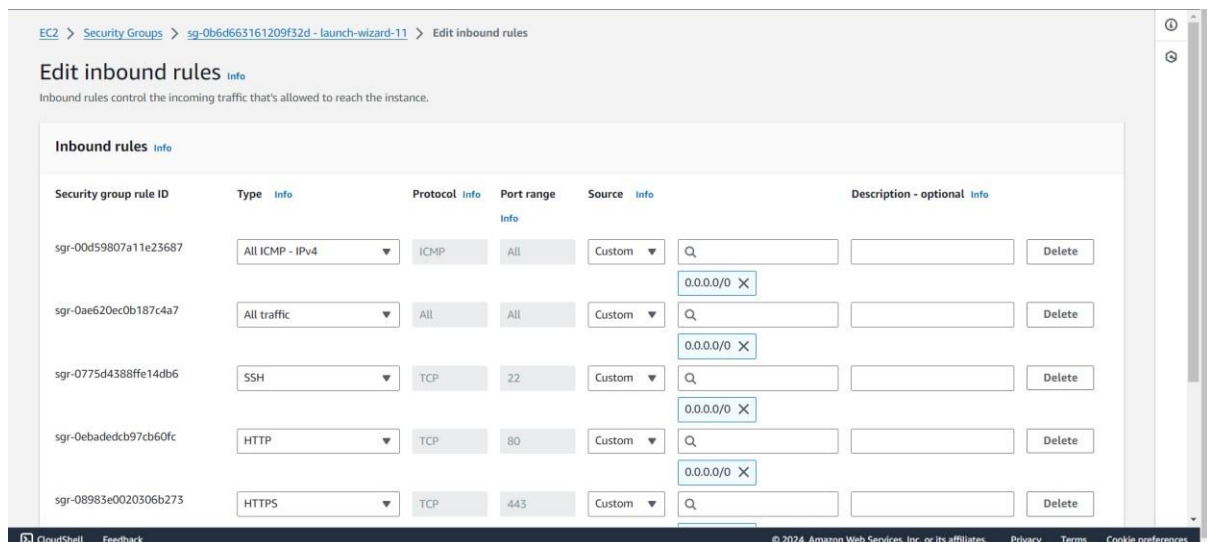 EC2 > Security Groups > sg-0b6d663161209f32d - launch-wizard-11 > Edit inbound rules
Edit inbound rules Info
Inbound rules control the incoming traffic that's allowed to reach the instance.
Inbound rules Info
Security group rule ID Type Info Protocol Info Port range Source Info Description - optional Info
Info
sgr-00d59807a11e23687 All ICMP - IPv4 ICMP All Custom Delete
0.0.0.0/0
sgr-0ae620ec0b187c4a7 All traffic All All Custom Delete
0.0.0.0/0
sgr-0775d4388ffe14db6 SSH TCP 22 Custom Delete
0.0.0.0/0
sgr-0ebadedcb97cb60fc HTTP TCP 80 Custom Delete
0.0.0.0/0
sgr-08983e0020306b273 HTTPS TCP 443 Custom Delete
CloudShell Feedback © 2024, Amazon Web Services, Inc. or its affiliates. Privacy Terms Cookie preferences